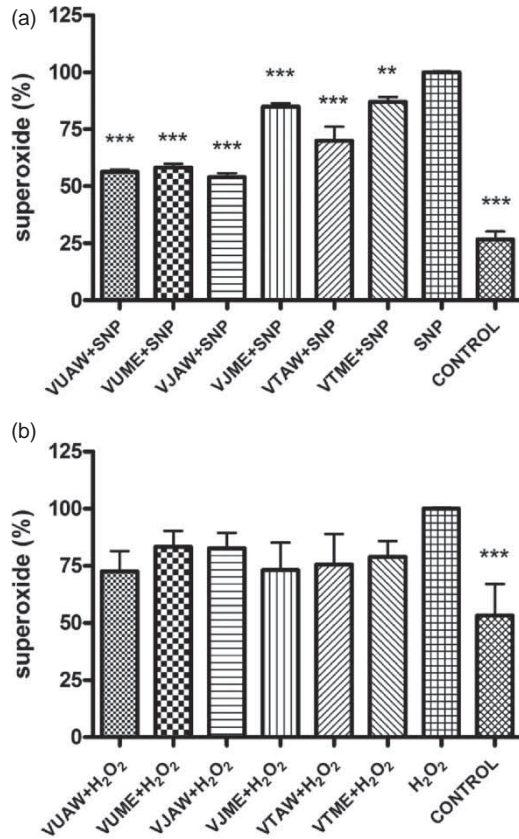 (a)
superoxide (%)
125
100
75
50
25
0
***
***
***
***
***
**
***
VUAW+SNP
VUME+SNP
VJAW+SNP
VJME+SNP
VTAW+SNP
VTME+SNP
SNP
CONTROL
(b)
superoxide (%)
125
100
75
50
25
0
***
VUAW+H₂O₂
VUME+H₂O₂
VJAW+H₂O₂
VJME+H₂O₂
VTAW+H₂O₂
VTME+H₂O₂
H₂O₂
CONTROL